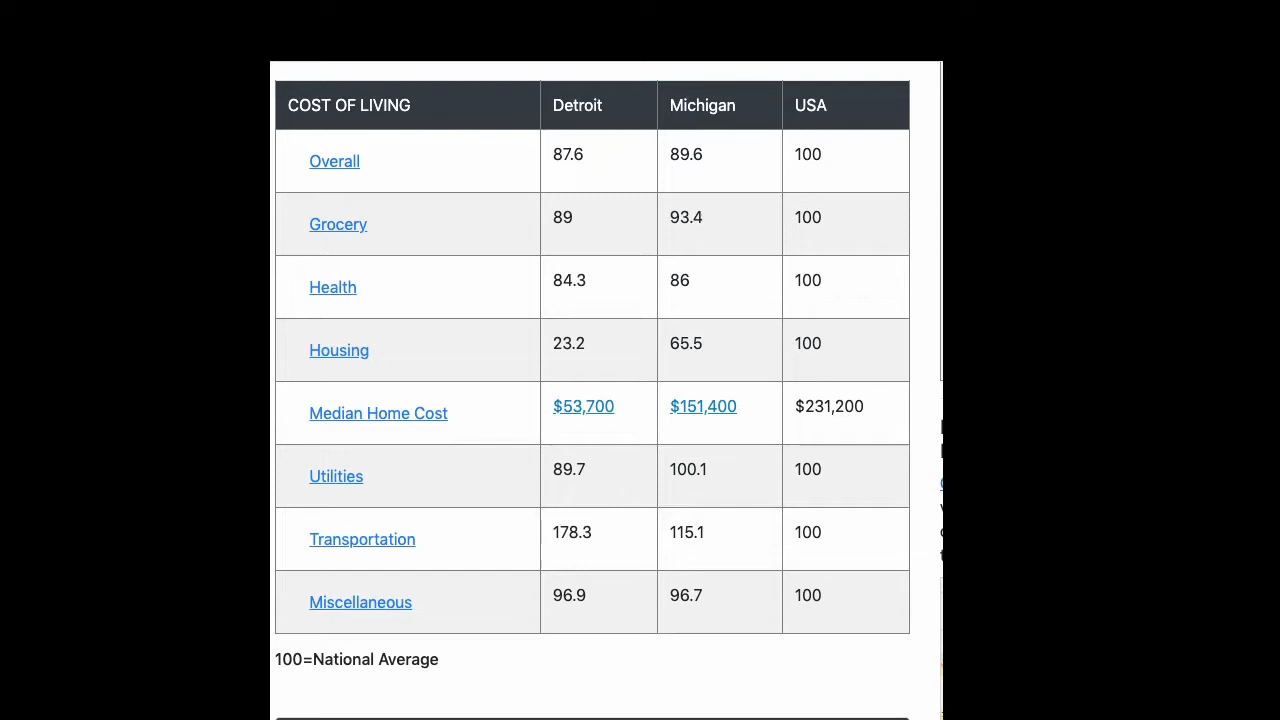 COST OF LIVING Detroit Michigan USA
Overall 87.6 89.6 100
Grocery 89 93.4 100
Health 84.3 86 100
Housing 23.2 65.5 100
Median Home Cost $53,700 $151,400 $231,200
Utilities 89.7 100.1 100
Transportation 178.3 115.1 100
Miscellaneous 96.9 96.7 100
100=National Average